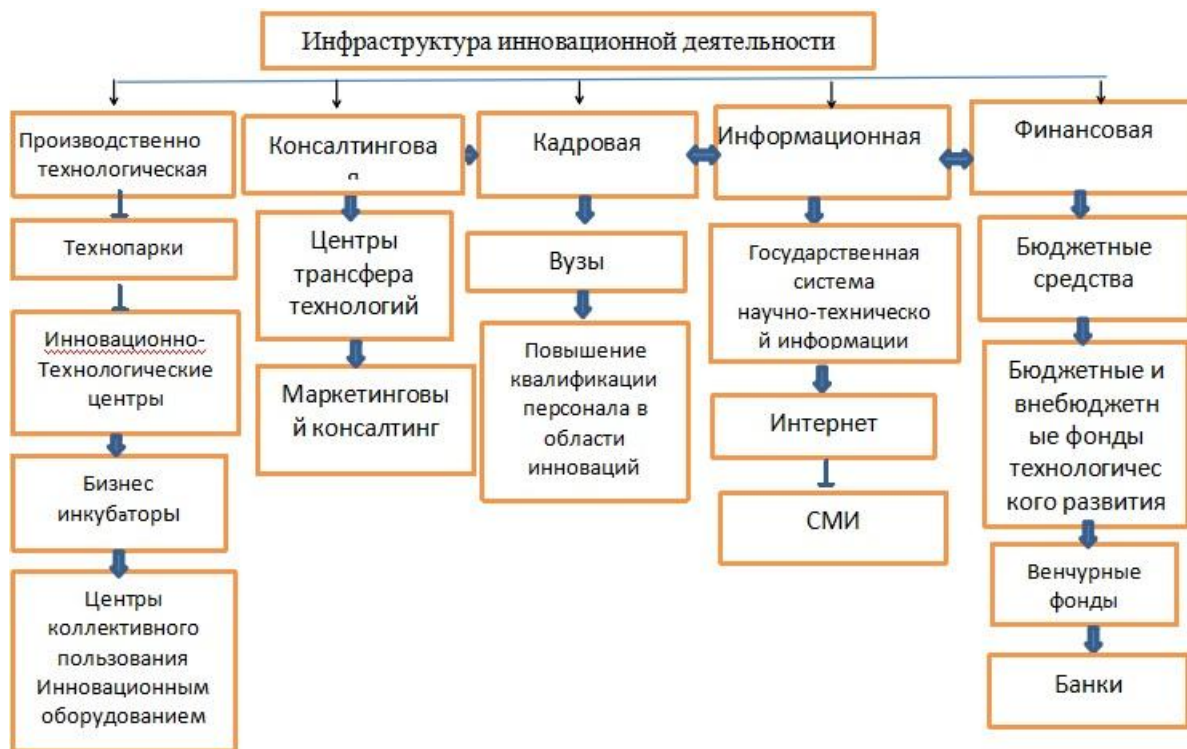 Инфраструктура инновационной деятельности
Производственно
технологическая
Технопарки
Инновационно-
Технологические
центры
Бизнес
инкубаторы
Центры
коллективного
пользования
Инновационным
оборудованием
Консалтингова
я
Центры
трансфера
технологий
Маркетинговы
й консалтинг
Кадровая
Вузы
Повышение
квалификации
персонала в
области
инноваций
Информационная
Государственная
система
научно-техническо
й информации
Интернет
СМИ
Финансовая
Бюджетные
средства
Бюджетные и
внебюджетн
ые фонды
технологичес
кого развития
Венчурные
фонды
Банки